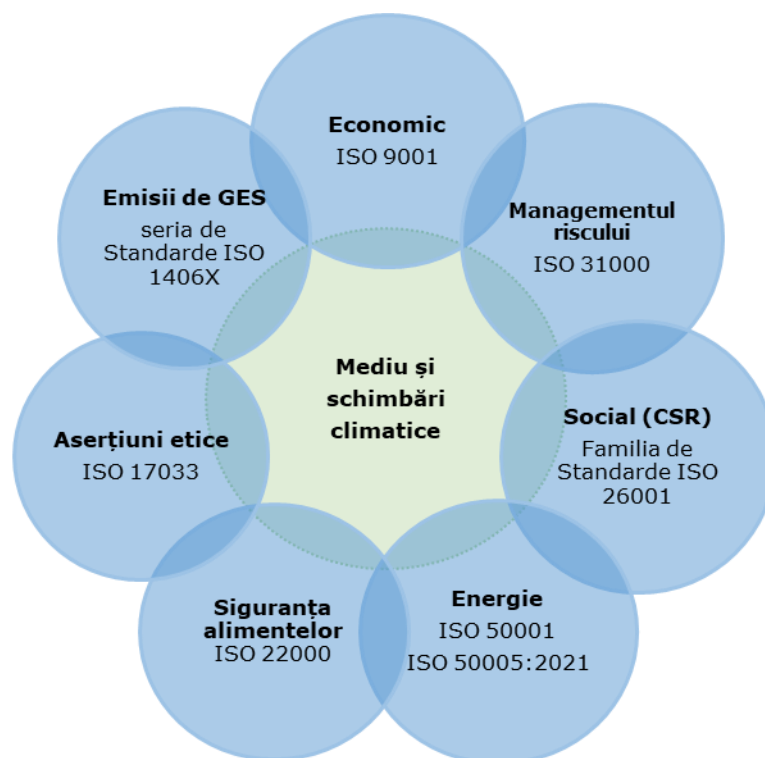 Economic
ISO 9001
Managementul
riscului
ISO 31000
Social (CSR)
Familia de
Standarde ISO
26001
Energie
ISO 50001
ISO 50005:2021
Siguranța
alimentelor
ISO 22000
Aserțiuni etice
ISO 17033
Emisii de GES
seria de
Standarde ISO
1406X
Mediu și
schimbări
climatice